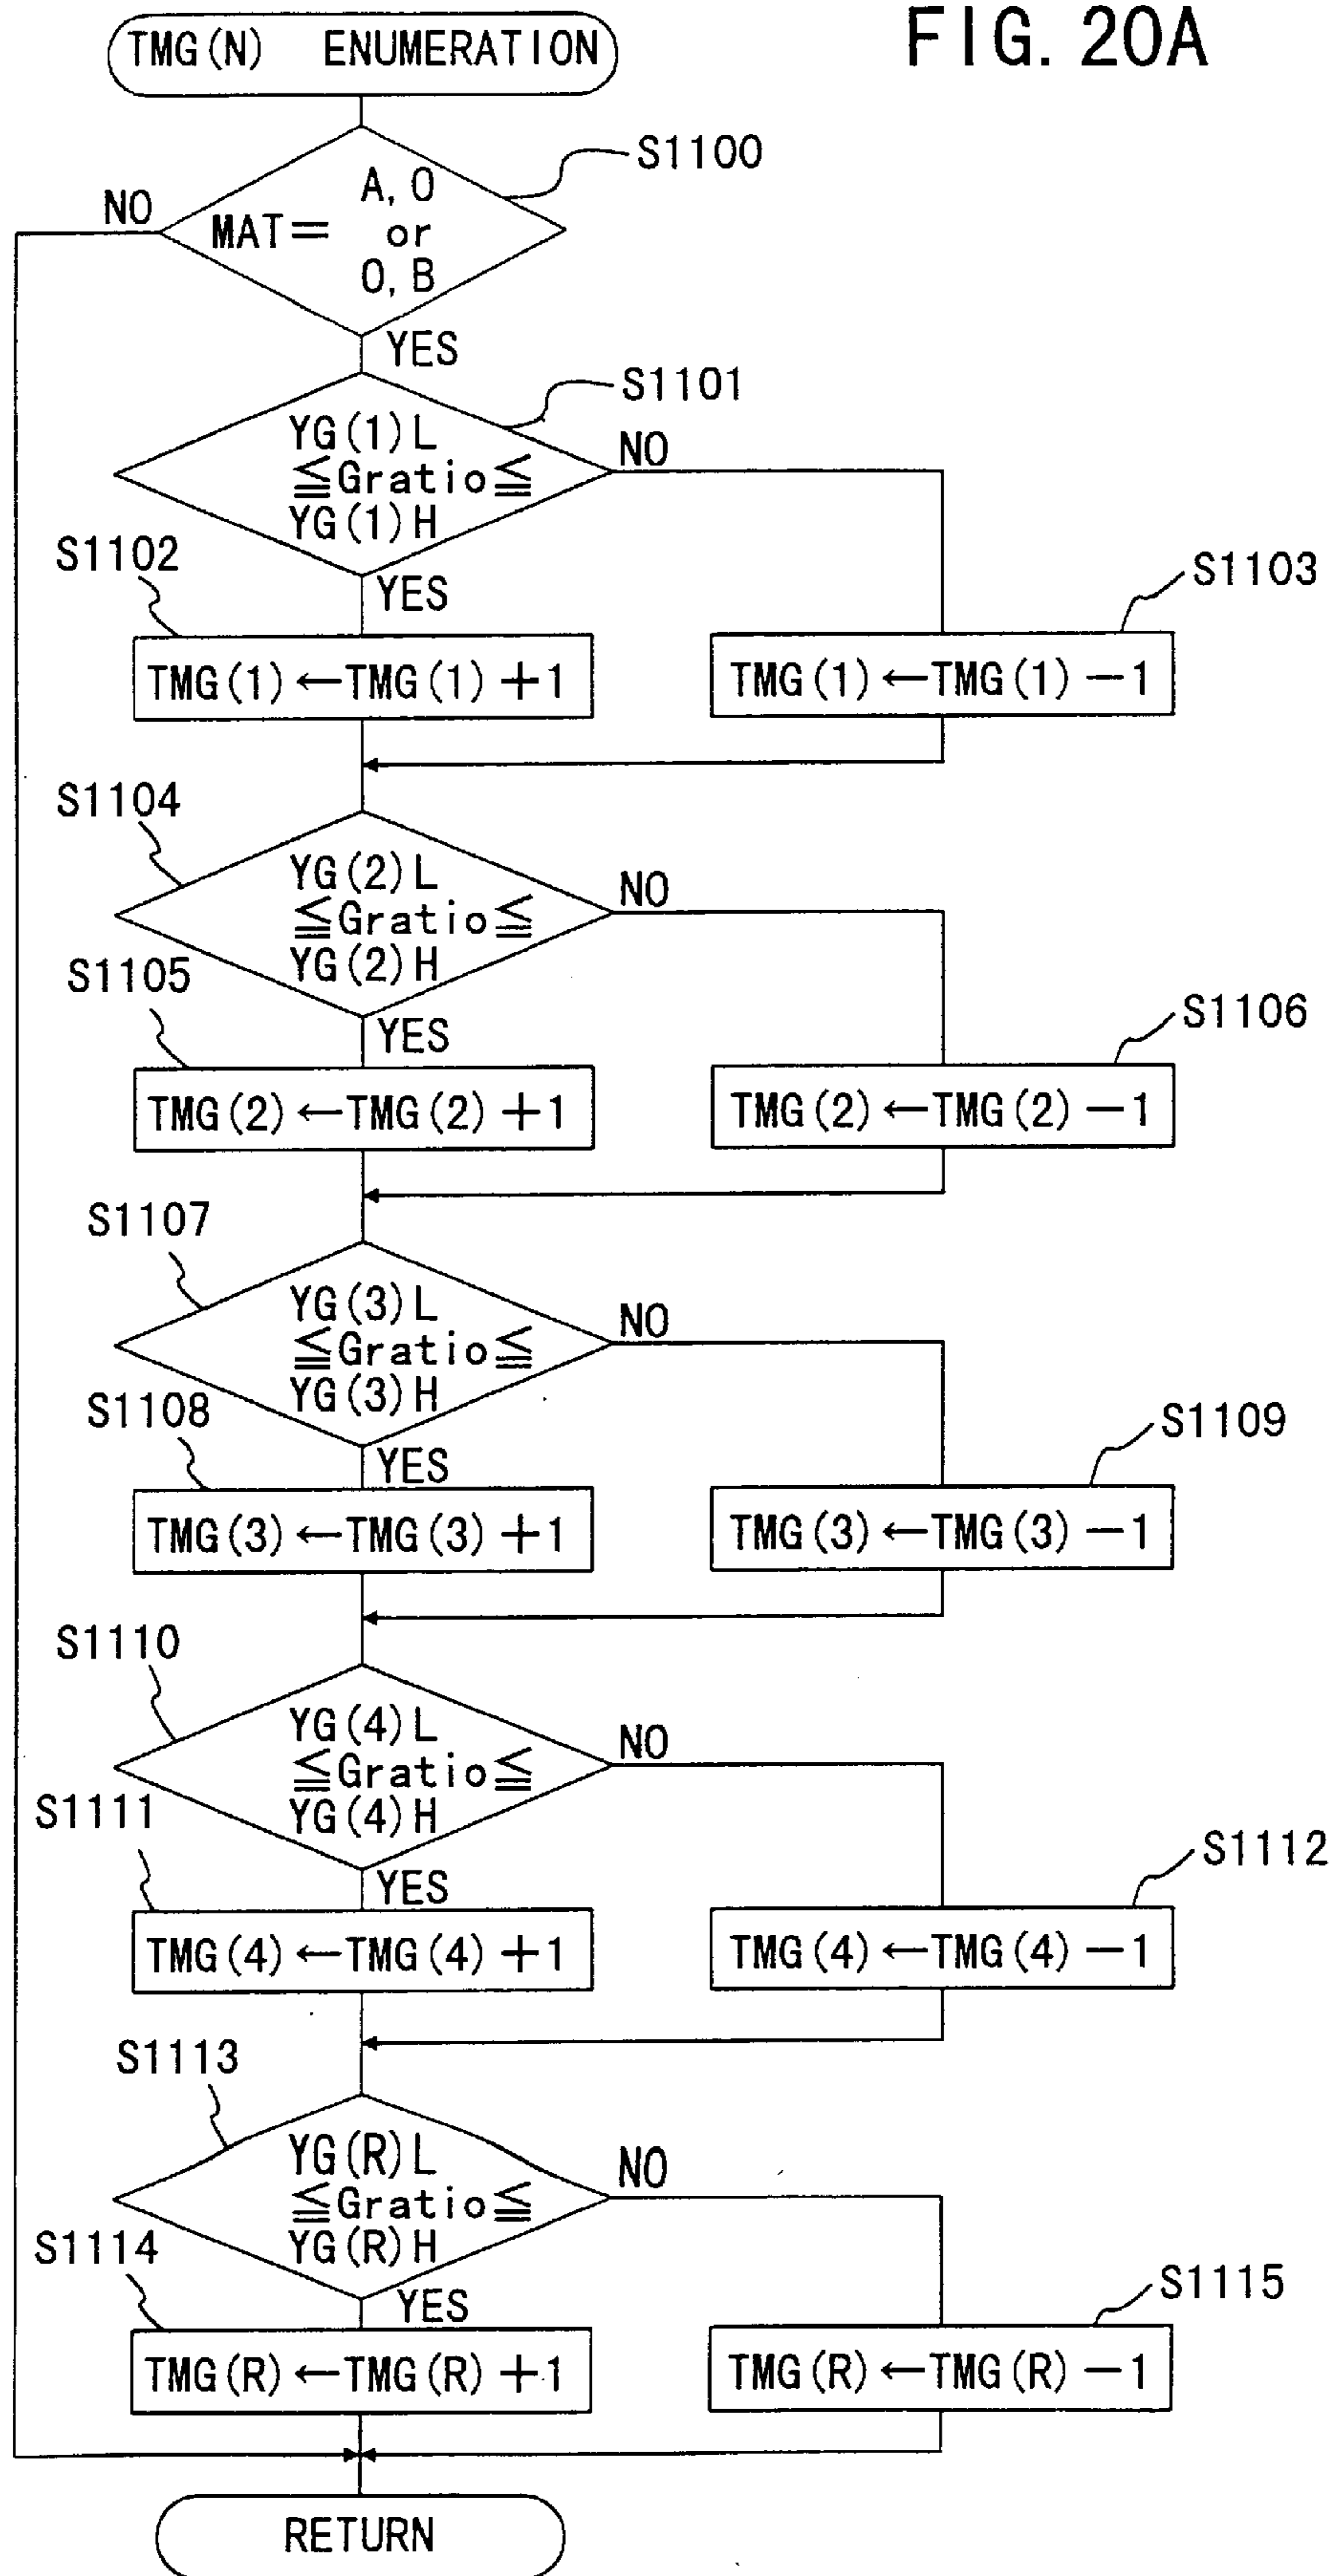 FIG. 20A
TMG(N) ENUMERATION
S1100
A, 0
NO
MAT= or
0, B
YES
S1101
YG(1)L
NO
≦Gratio≦
YG(1)H
S1102
YES
S1103
TMG(1)←TMG(1)+1
TMG(1)←TMG(1)−1
S1104
YG(2)L
NO
≦Gratio≦
YG(2)H
S1105
YES
S1106
TMG(2)←TMG(2)+1
TMG(2)←TMG(2)−1
S1107
YG(3)L
NO
≦Gratio≦
YG(3)H
S1108
YES
S1109
TMG(3)←TMG(3)+1
TMG(3)←TMG(3)−1
S1110
YG(4)L
NO
≦Gratio≦
YG(4)H
S1111
YES
S1112
TMG(4)←TMG(4)+1
TMG(4)←TMG(4)−1
S1113
YG(R)L
NO
≦Gratio≦
YG(R)H
S1114
YES
S1115
TMG(R)←TMG(R)+1
TMG(R)←TMG(R)−1
RETURN